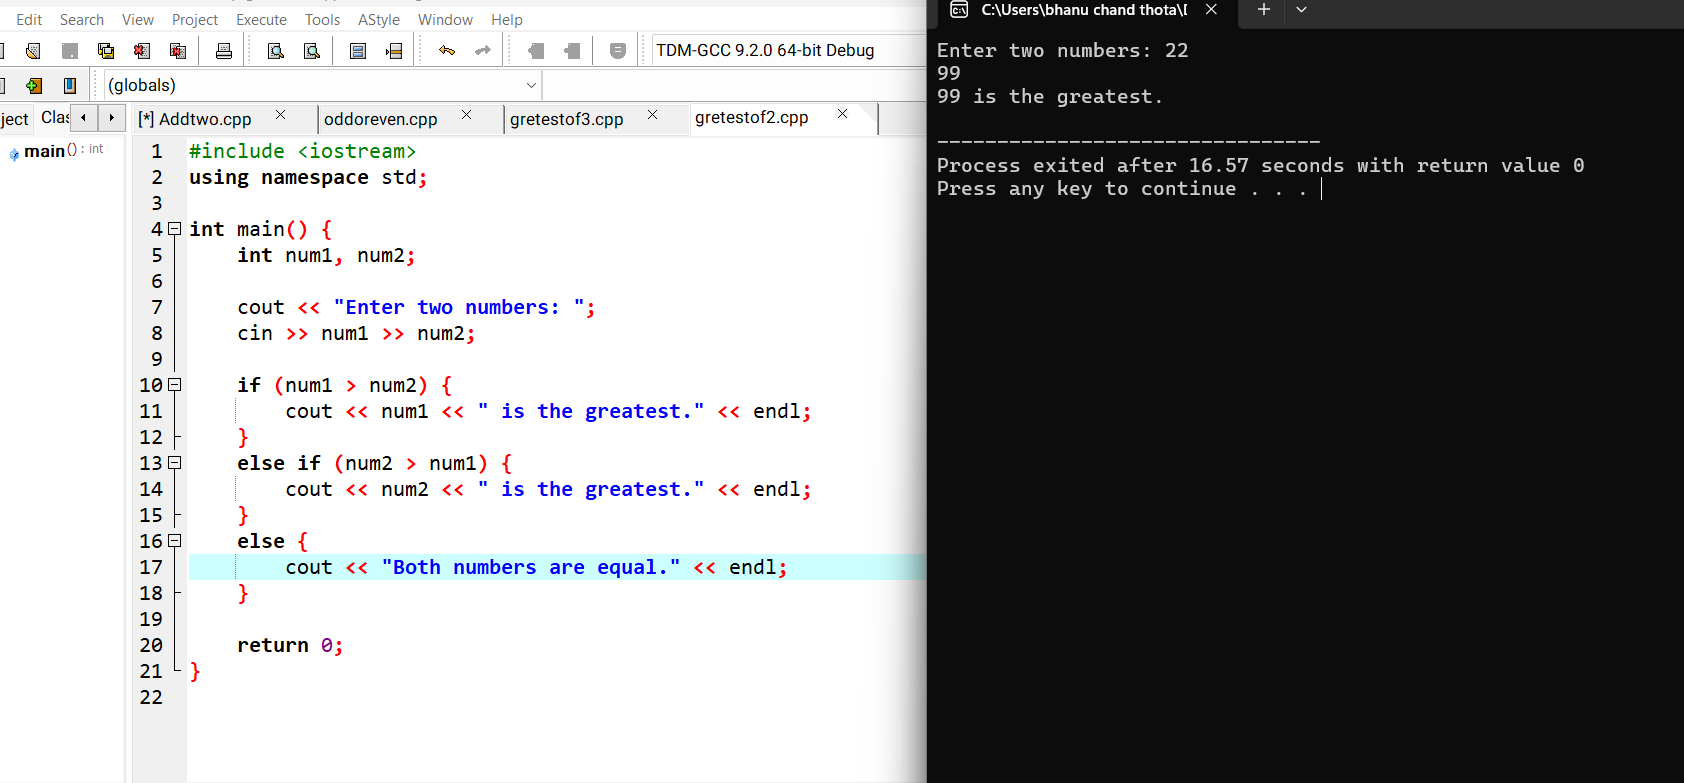 Edit Search View Project Execute Tools AStyle Window Help
TDM-GCC 9.2.0 64-bit Debug
(globals)
ject Clas
[*] Addtwo.cpp oddoreven.cpp gretestof3.cpp gretestof2.cpp
main() : int
1 #include <iostream>
2 using namespace std;
3
4 int main() {
5 int num1, num2;
6
7 cout << "Enter two numbers: ";
8 cin >> num1 >> num2;
9
10 if (num1 > num2) {
11 cout << num1 << " is the greatest." << endl;
12 }
13 else if (num2 > num1) {
14 cout << num2 << " is the greatest." << endl;
15 }
16 else {
17 cout << "Both numbers are equal." << endl;
18 }
19
20 return 0;
21 }
22
C:\Users\bhanu chand thota\
Enter two numbers: 22
99
99 is the greatest.
--------------------------------
Process exited after 16.57 seconds with return value 0
Press any key to continue . . .